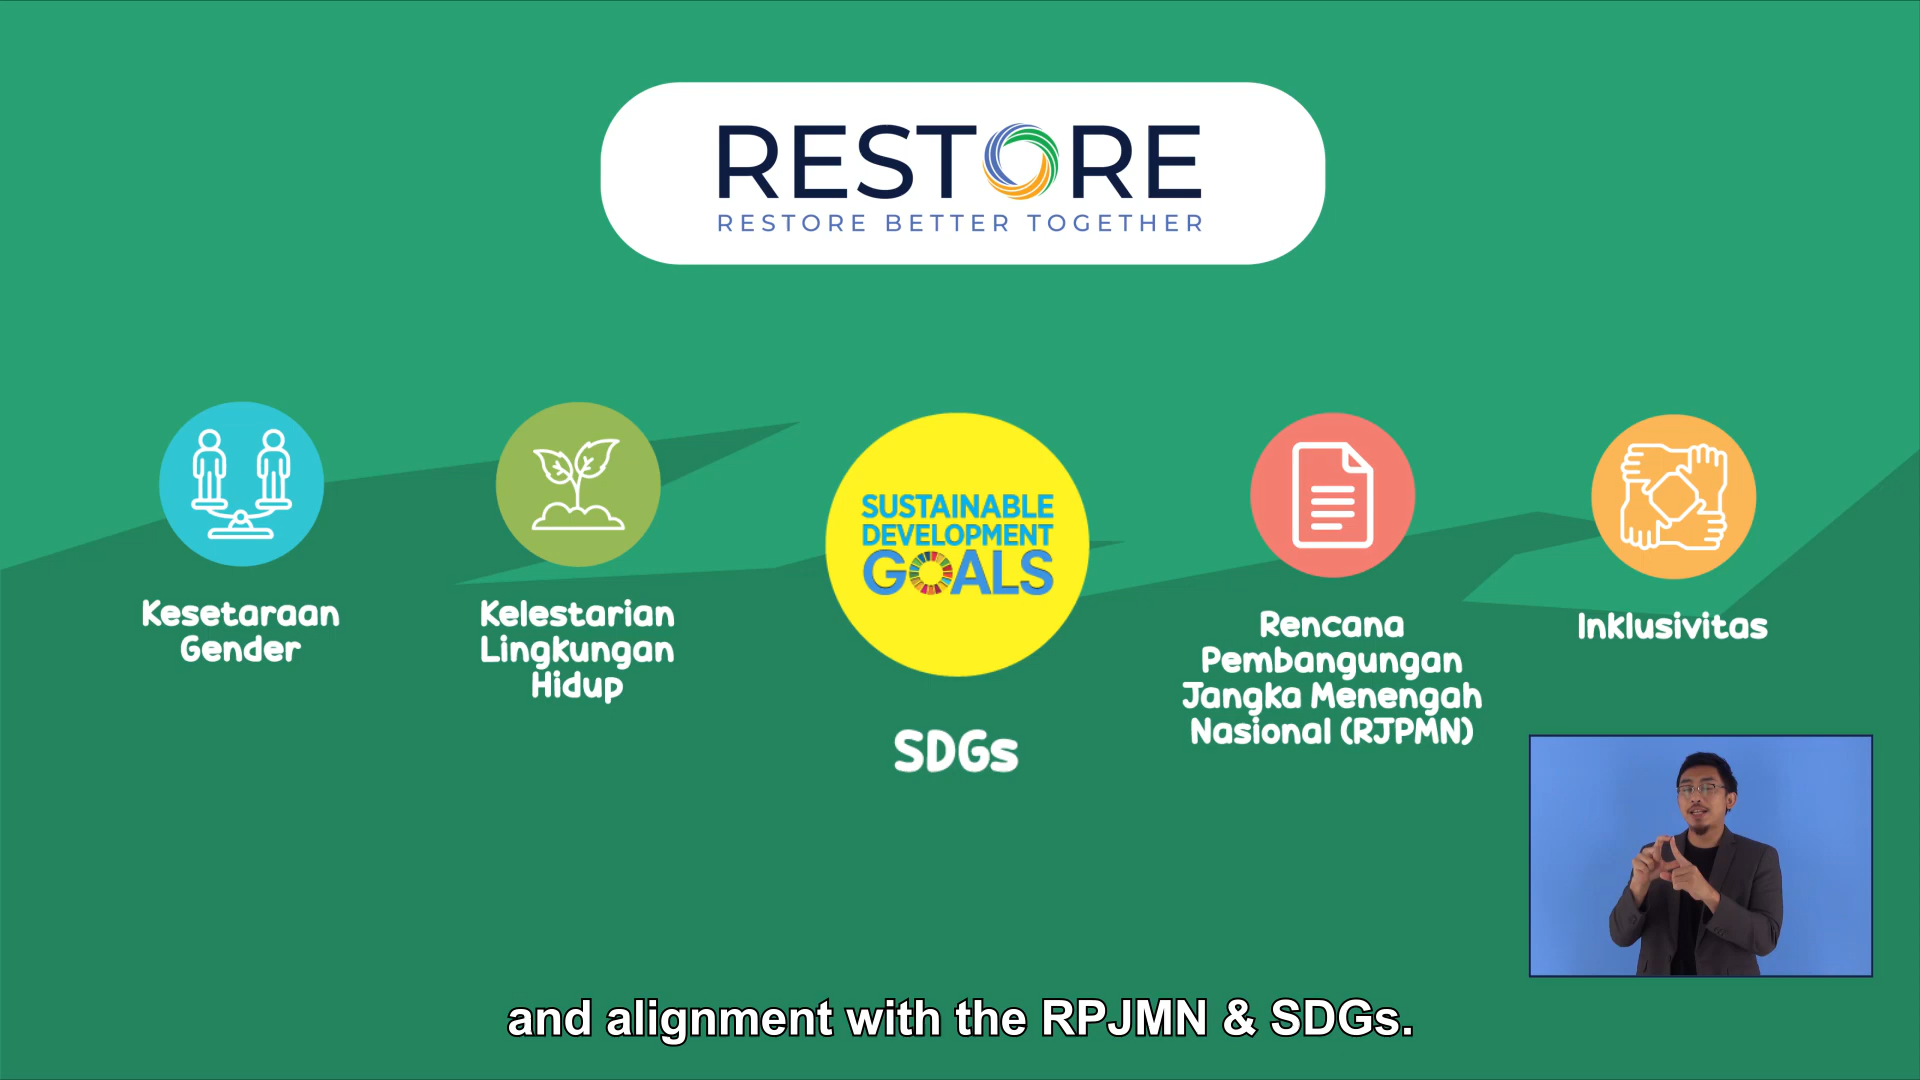 RESTORE
RESTORE BETTER TOGETHER
SUSTAINABLE
DEVELOPMENT
GOALS
Kesetaraan
Gender
Kelestarian
Lingkungan
Hidup
SDGs
Rencana
Pembangungan
Jangka Menengah
Nasional (RJPMN)
Inklusivitas
and alignment with the RPJMN & SDGs.